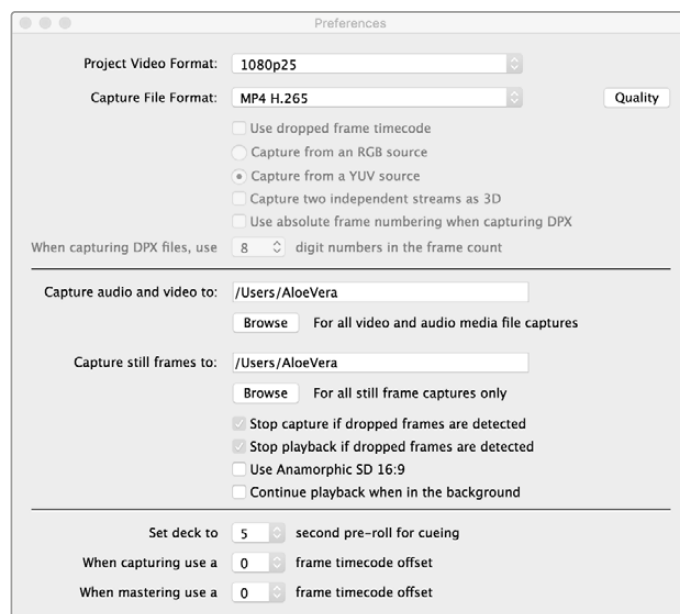 Preferences
Project Video Format: 1080p25
Capture File Format: MP4 H.265 Quality
Use dropped frame timecode
Capture from an RGB source
Capture from a YUV source
Capture two independent streams as 3D
Use absolute frame numbering when capturing DPX
When capturing DPX files, use 8 digit numbers in the frame count
Capture audio and video to: /Users/AloeVera
Browse For all video and audio media file captures
Capture still frames to: /Users/AloeVera
Browse For all still frame captures only
Stop capture if dropped frames are detected
Stop playback if dropped frames are detected
Use Anamorphic SD 16:9
Continue playback when in the background
Set deck to 5 second pre-roll for cueing
When capturing use a 0 frame timecode offset
When mastering use a 0 frame timecode offset